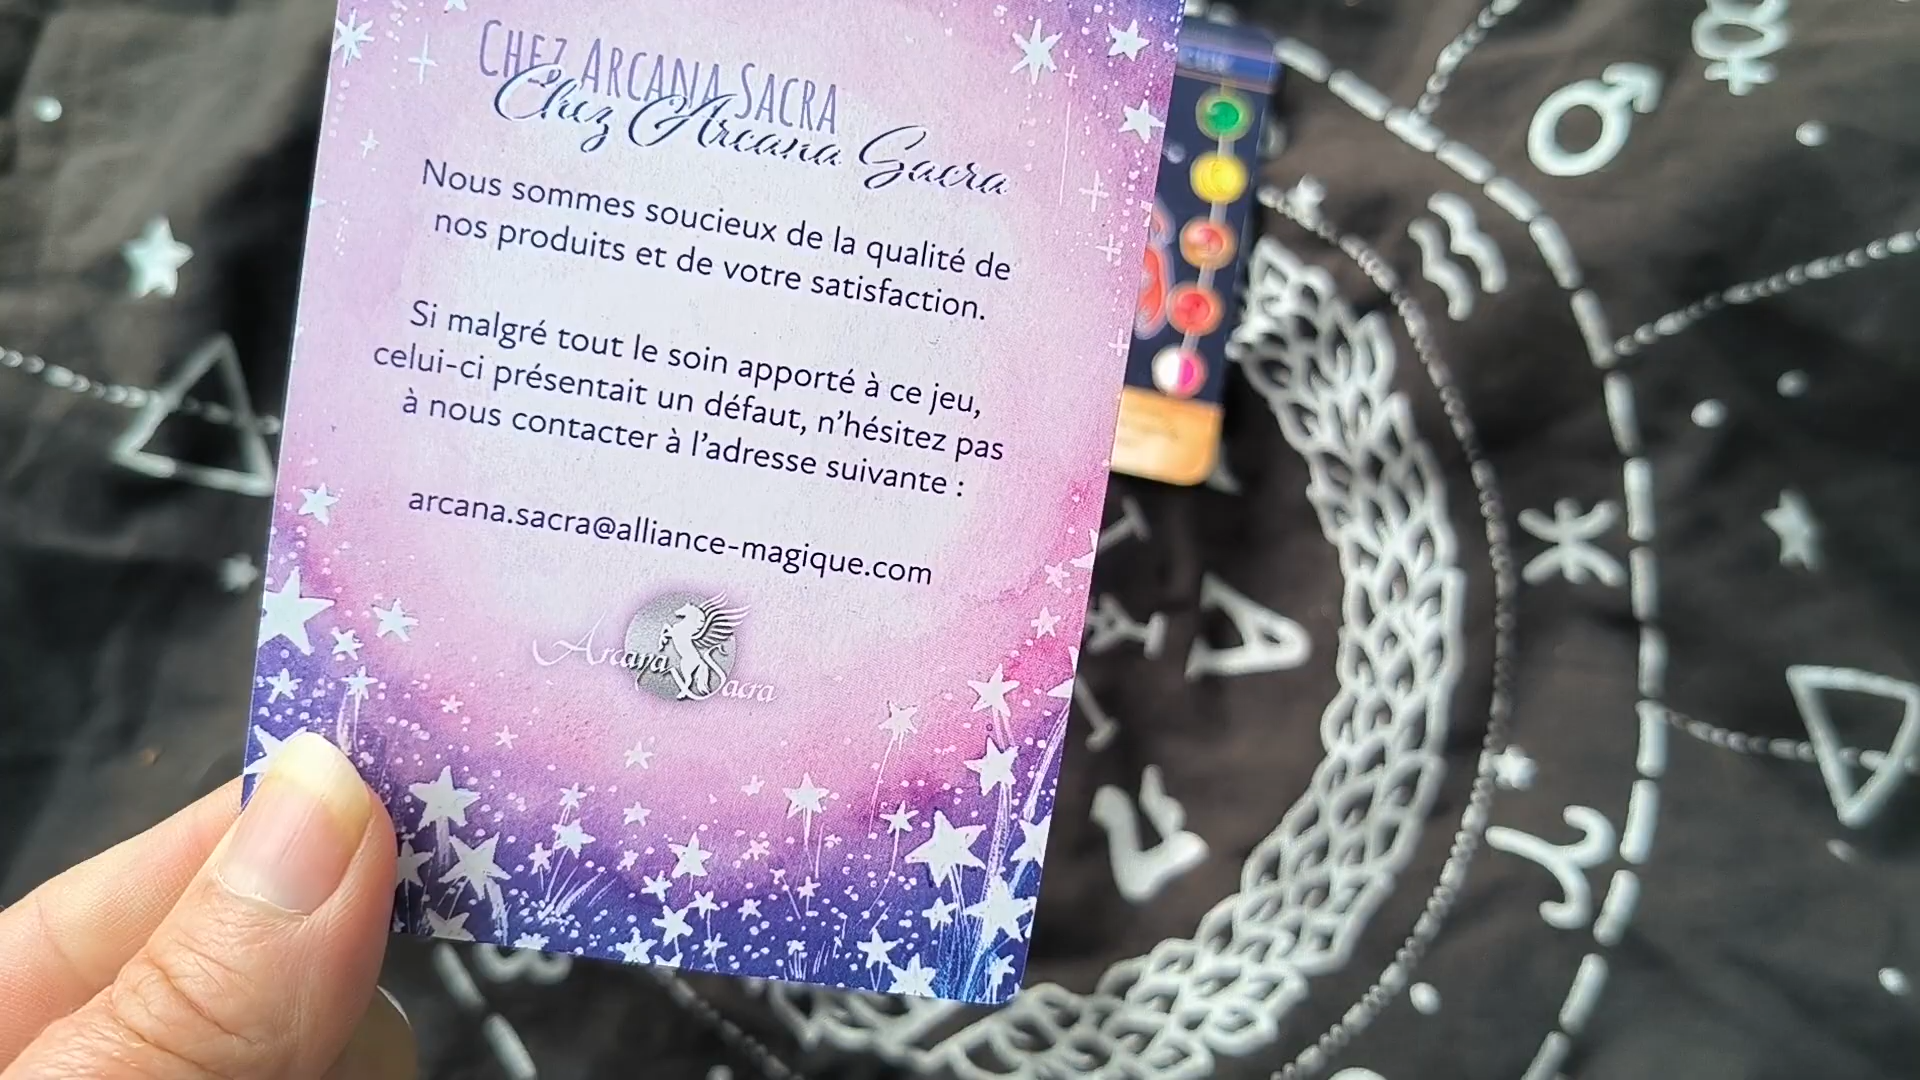 Chez Arcana Sacra
Chez Arcana Sacra
Nous sommes soucieux de la qualité de
nos produits et de votre satisfaction.
Si malgré tout le soin apporté à ce jeu,
celui-ci présentait un défaut, n'hésitez pas
à nous contacter à l'adresse suivante :
arcana.sacra@alliance-magique.com
Arcana Sacra